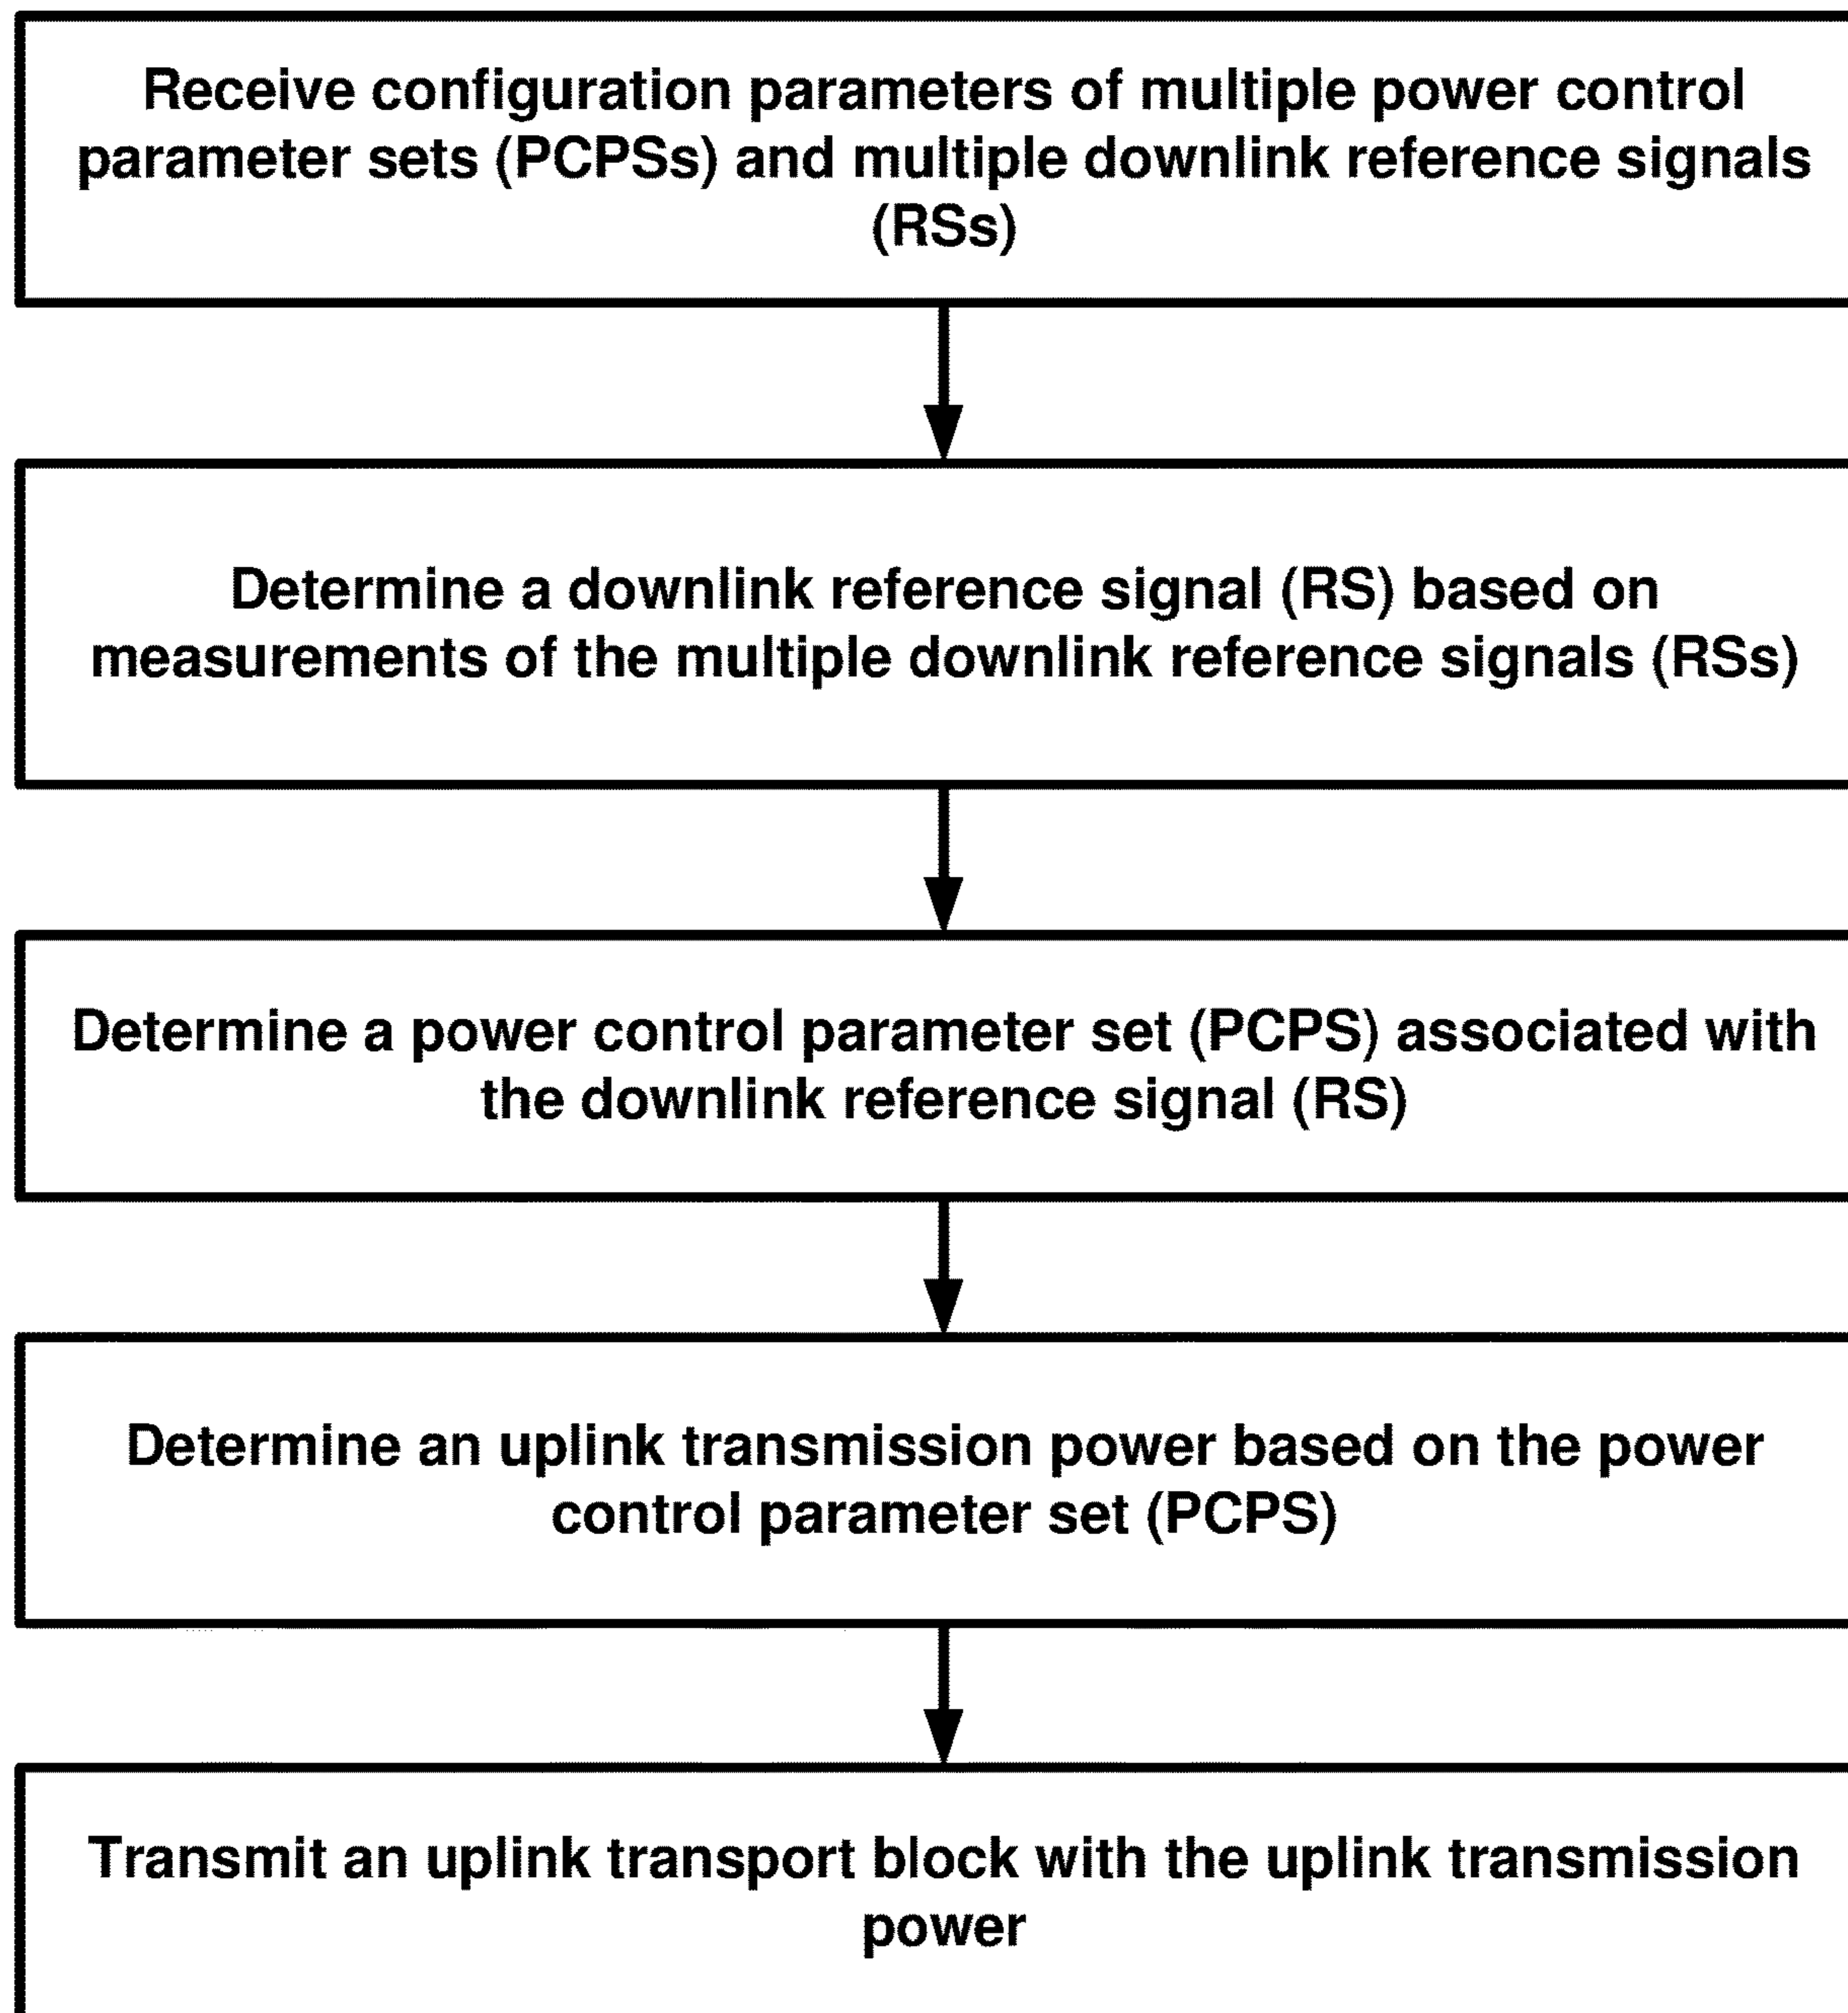 Receive configuration parameters of multiple power control
parameter sets (PCPSs) and multiple downlink reference signals
(RSs)
Determine a downlink reference signal (RS) based on
measurements of the multiple downlink reference signals (RSs)
Determine a power control parameter set (PCPS) associated with
the downlink reference signal (RS)
Determine an uplink transmission power based on the power
control parameter set (PCPS)
Transmit an uplink transport block with the uplink transmission
power